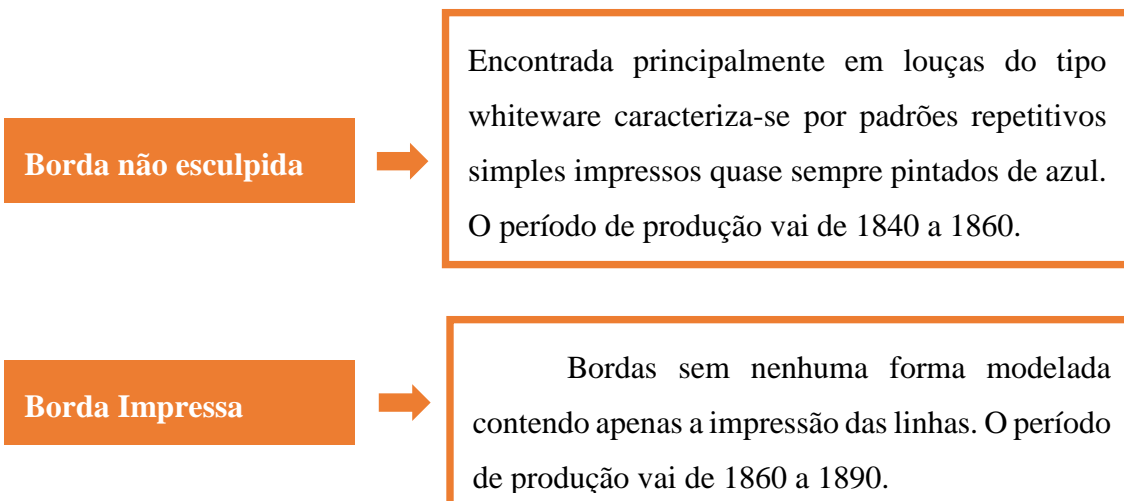 Borda não esculpida
Encontrada principalmente em louças do tipo
whiteware caracteriza-se por padrões repetitivos
simples impressos quase sempre pintados de azul.
O período de produção vai de 1840 a 1860.
Borda Impressa
Bordas sem nenhuma forma modelada
contendo apenas a impressão das linhas. O período
de produção vai de 1860 a 1890.